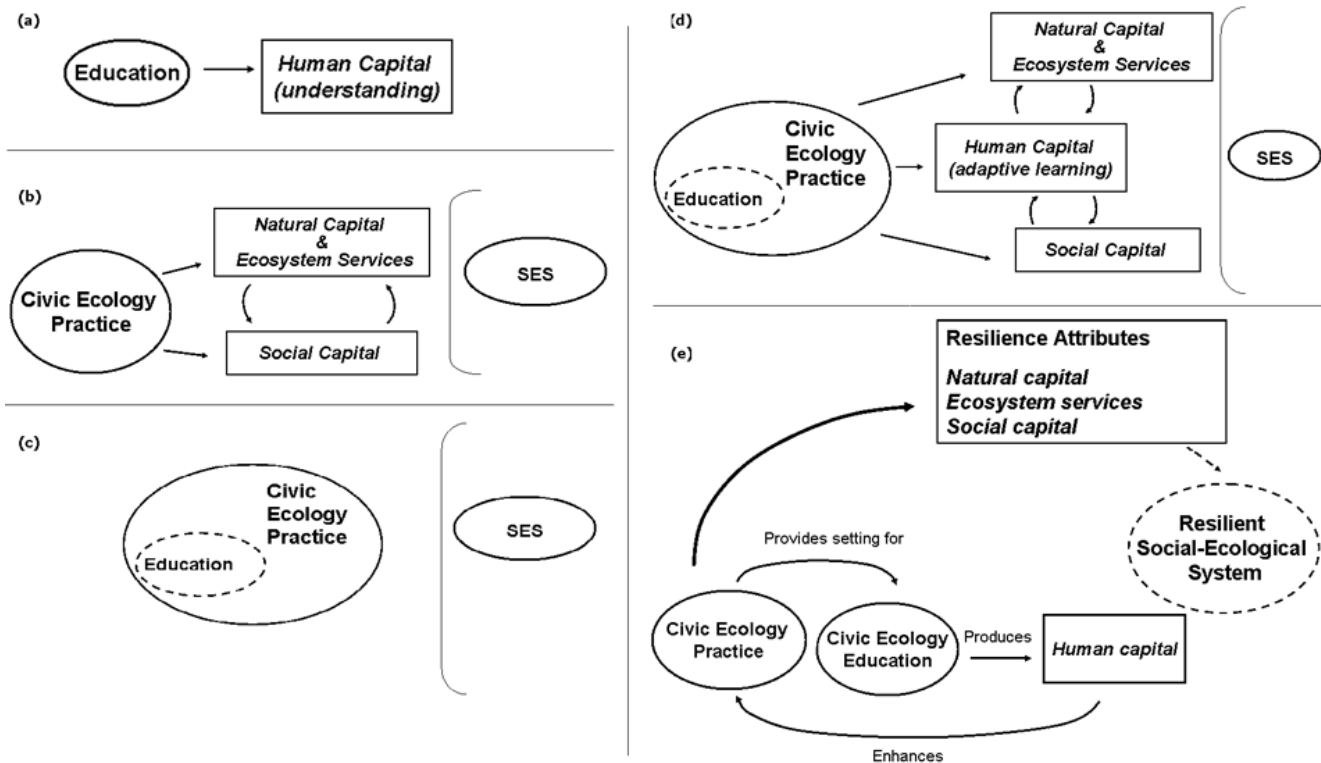 (a)
Education
Human Capital
(understanding)
(b)
Civic Ecology
Practice
Natural Capital
&
Ecosystem Services
Social Capital
SES
(c)
Civic
Ecology
Practice
Education
SES
(d)
Civic
Ecology
Practice
Education
Natural Capital
&
Ecosystem Services
Human Capital
(adaptive learning)
Social Capital
SES
(e)
Resilience Attributes
Natural capital
Ecosystem services
Social capital
Resilient
Social-Ecological
System
Provides setting for
Civic Ecology
Practice
Civic Ecology
Education
Produces
Human capital
Enhances